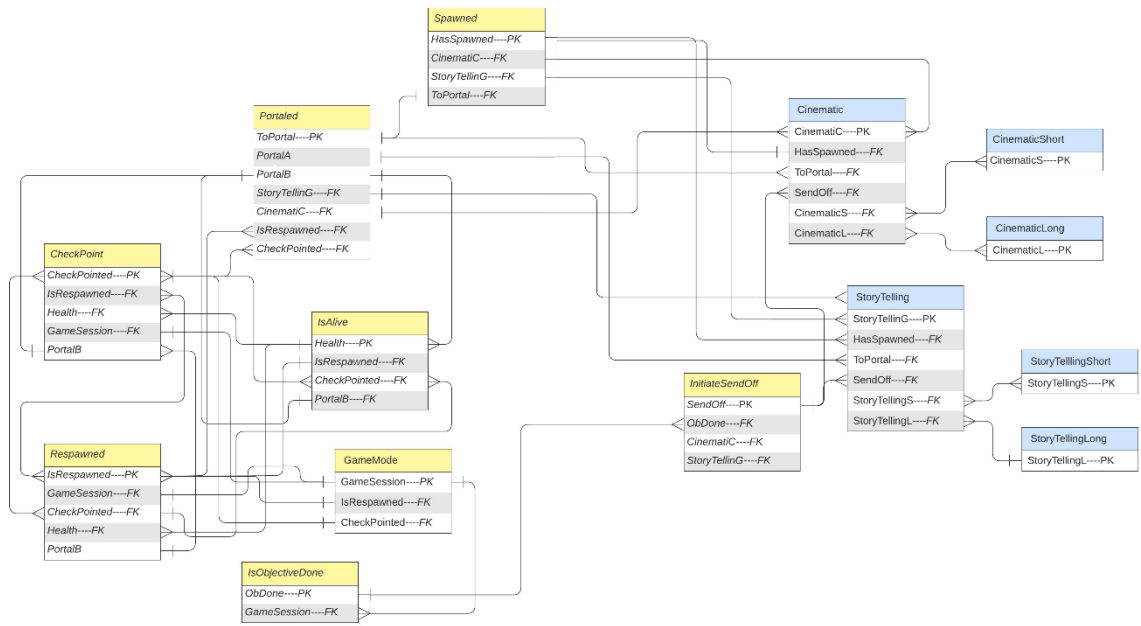 Spawned
HasSpawned----PK
CinematiC----FK
StoryTellinG----FK
ToPortal----FK
Portaled
ToPortal----PK
PortalA
PortalB
StoryTellinG----FK
CinematiC----FK
IsRespawned----FK
CheckPointed----FK
Cinematic
CinematiC----PK
HasSpawned----FK
ToPortal----FK
SendOff----FK
CinematicS----FK
CinematicL----FK
CinematicShort
CinematicS----PK
CinematicLong
CinematicL----PK
CheckPoint
CheckPointed----PK
IsRespawned----FK
Health----FK
GameSession----FK
PortalB
IsAlive
Health----PK
IsRespawned----FK
CheckPointed----FK
PortalB----FK
StoryTelling
StoryTellinG----PK
HasSpawned----FK
ToPortal----FK
SendOff----FK
StoryTellingS----FK
StoryTellingL----FK
StoryTelllingShort
StoryTellingS----PK
StoryTellingLong
StoryTellingL----PK
InitiateSendOff
SendOff----PK
ObDone----FK
CinematiC----FK
StoryTellinG----FK
Respawned
IsRespawned----PK
GameSession----FK
CheckPointed----FK
Health----FK
PortalB
GameMode
GameSession----PK
IsRespawned----FK
CheckPointed----FK
IsObjectiveDone
ObDone----PK
GameSession----FK